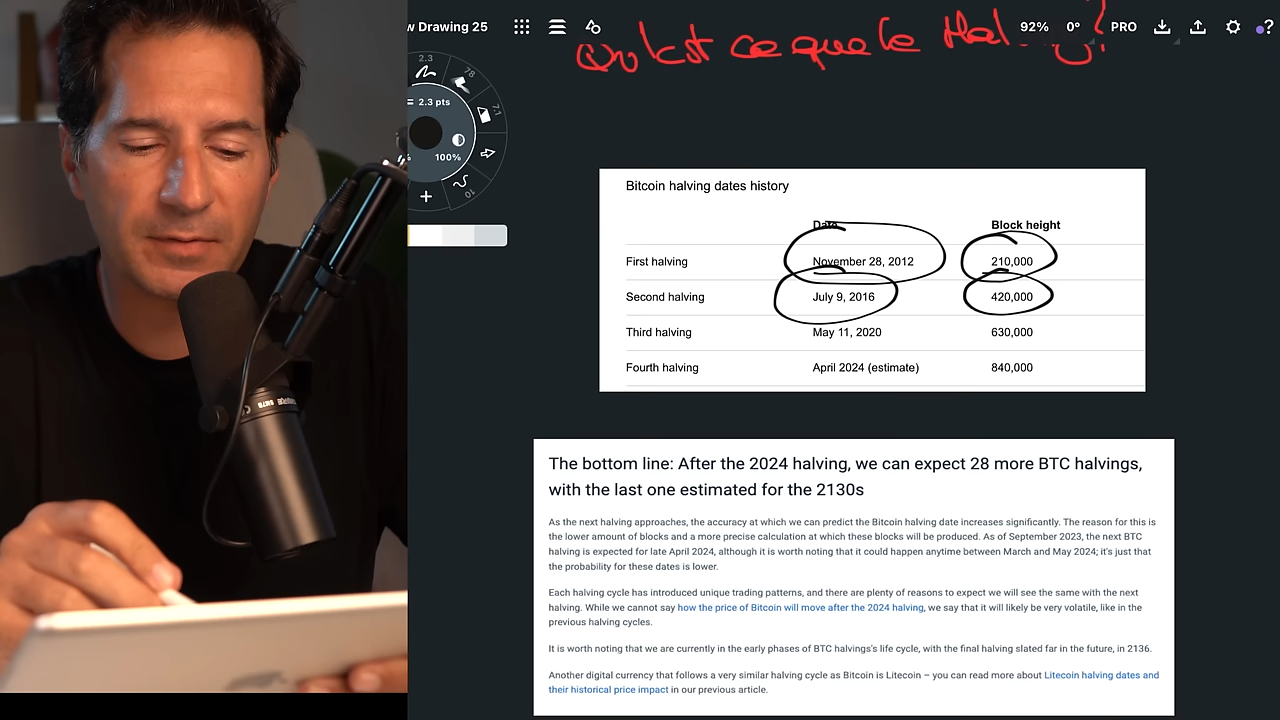 w Drawing 25
92%
0°
PRO
?
ce que le Halving?
2.3
78
7.1
= 2.3 pts
%
100%
10
Bitcoin halving dates history
Date Block height
First halving November 28, 2012 210,000
Second halving July 9, 2016 420,000
Third halving May 11, 2020 630,000
Fourth halving April 2024 (estimate) 840,000
The bottom line: After the 2024 halving, we can expect 28 more BTC halvings,
with the last one estimated for the 2130s
As the next halving approaches, the accuracy at which we can predict the Bitcoin halving date increases significantly. The reason for this is
the lower amount of blocks and a more precise calculation at which these blocks will be produced. As of September 2023, the next BTC
halving is expected for late April 2024, although it is worth noting that it could happen anytime between March and May 2024; it's just that
the probability for these dates is lower.
Each halving cycle has introduced unique trading patterns, and there are plenty of reasons to expect we will see the same with the next
halving. While we cannot say how the price of Bitcoin will move after the 2024 halving, we say that it will likely be very volatile, like in the
previous halving cycles.
It is worth noting that we are currently in the early phases of BTC halvings's life cycle, with the final halving slated far in the future, in 2136.
Another digital currency that follows a very similar halving cycle as Bitcoin is Litecoin – you can read more about Litecoin halving dates and
their historical price impact in our previous article.